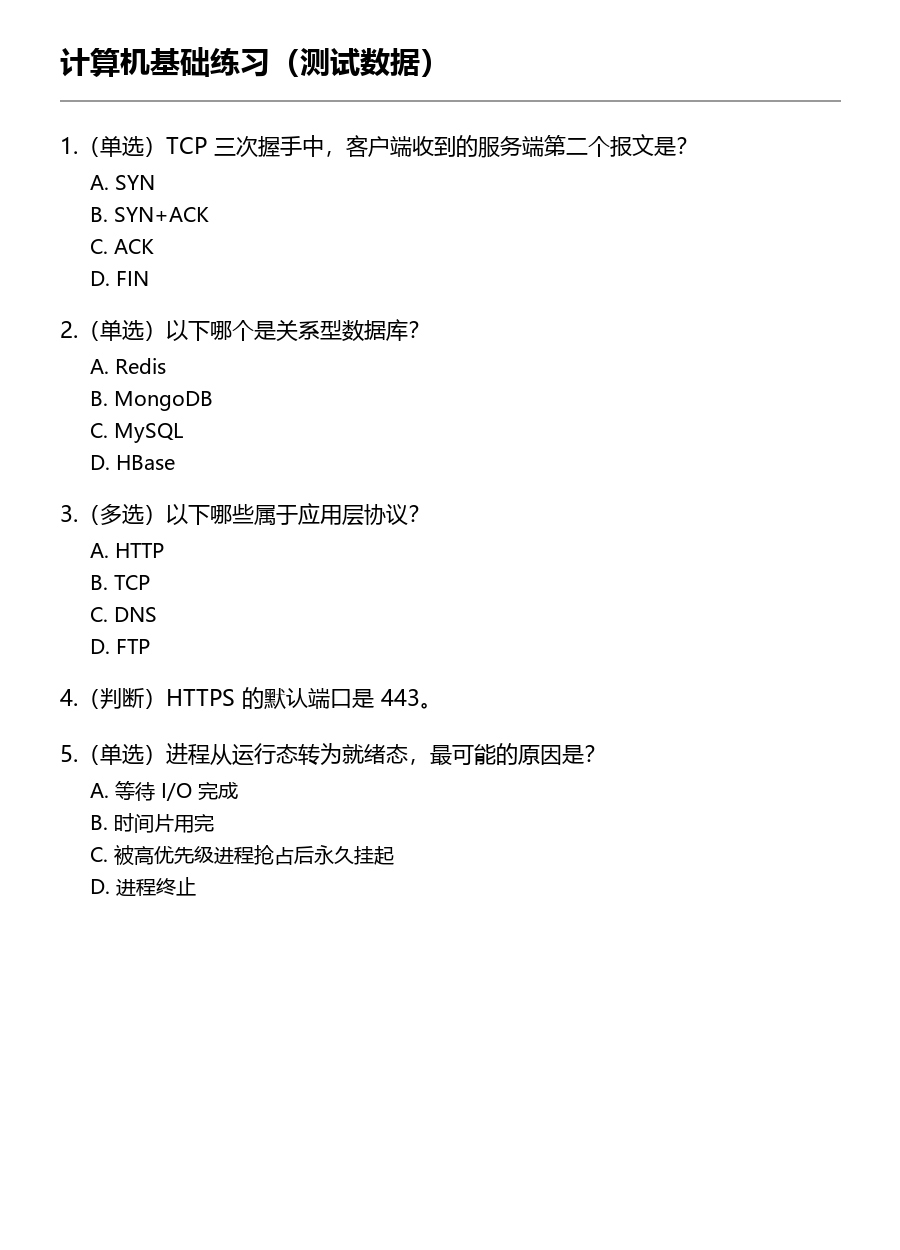 计算机基础练习（测试数据）
1.（单选）TCP 三次握手中，客户端收到的服务端第二个报文是？
A. SYN
B. SYN+ACK
C. ACK
D. FIN
2.（单选）以下哪个是关系型数据库？
A. Redis
B. MongoDB
C. MySQL
D. HBase
3.（多选）以下哪些属于应用层协议？
A. HTTP
B. TCP
C. DNS
D. FTP
4.（判断）HTTPS 的默认端口是 443。
5.（单选）进程从运行态转为就绪态，最可能的原因是？
A. 等待 I/O 完成
B. 时间片用完
C. 被高优先级进程抢占后永久挂起
D. 进程终止